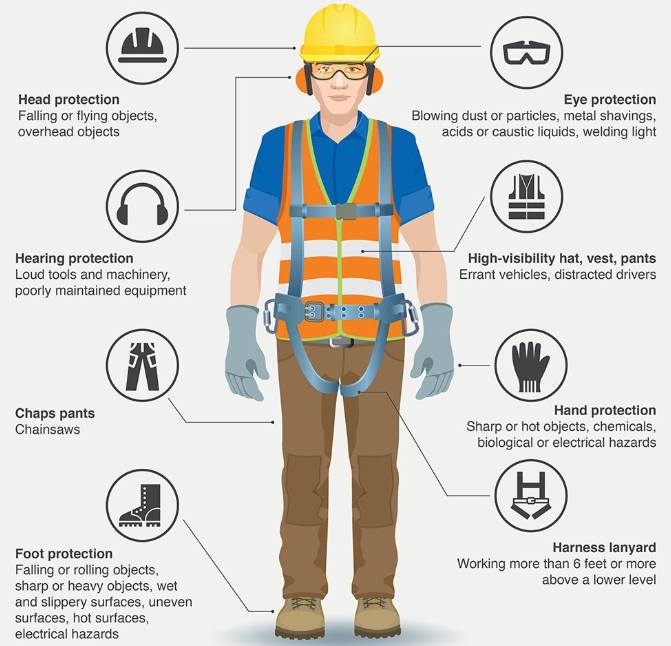 Head protection
Falling or flying objects,
overhead objects
Eye protection
Blowing dust or particles, metal shavings,
acids or caustic liquids, welding light
Hearing protection
Loud tools and machinery,
poorly maintained equipment
High-visibility hat, vest, pants
Errant vehicles, distracted drivers
Chaps pants
Chainsaws
Hand protection
Sharp or hot objects, chemicals,
biological or electrical hazards
Foot protection
Falling or rolling objects,
sharp or heavy objects, wet
and slippery surfaces, uneven
surfaces, hot surfaces,
electrical hazards
Harness lanyard
Working more than 6 feet or more
above a lower level